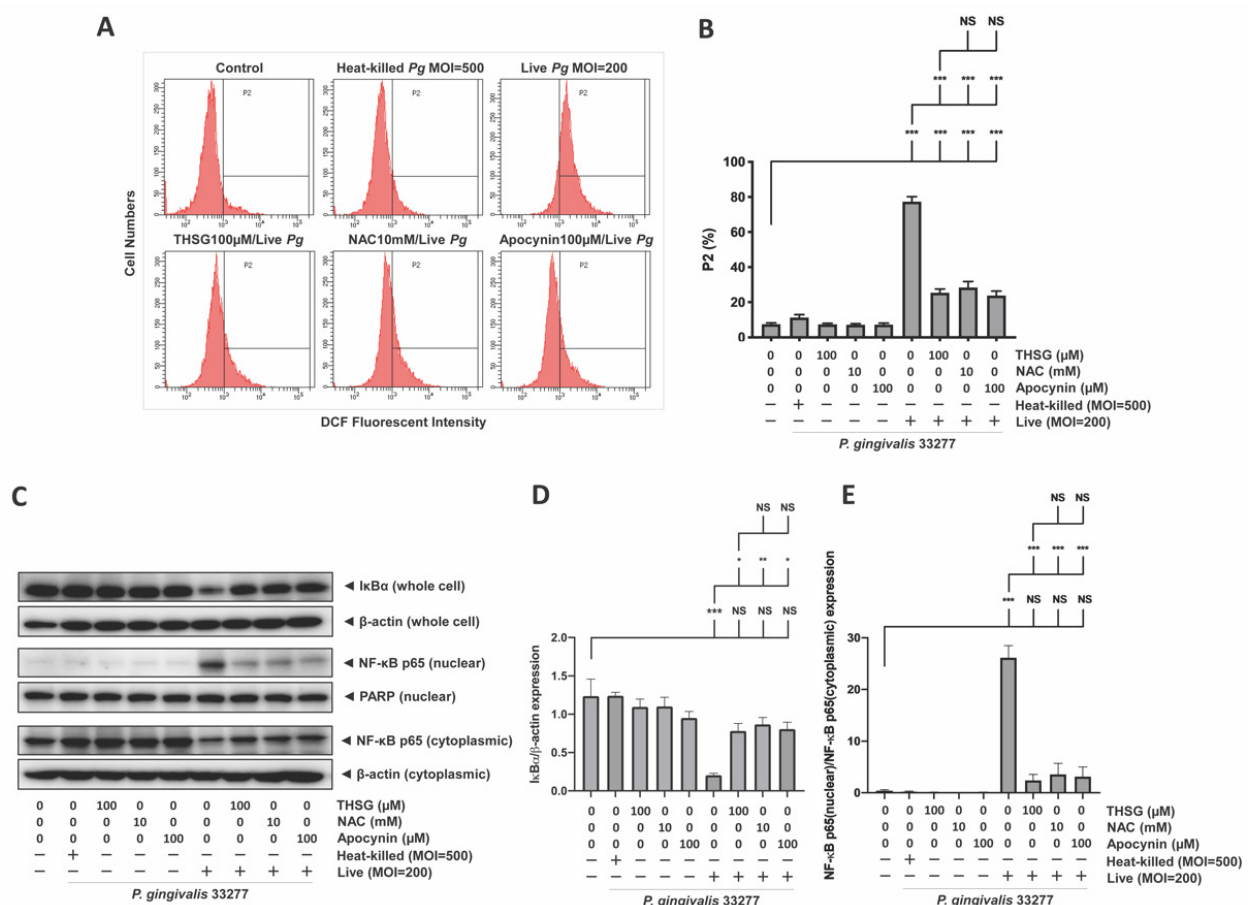 A
Control
Heat-killed Pg MOI=500
Live Pg MOI=200
P2
P2
P2
THSG100μM/Live Pg
NAC10mM/Live Pg
Apocynin100μM/Live Pg
P2
P2
P2
Cell Numbers
DCF Fluorescent Intensity
B
NS NS
*** *** ***
*** *** *** ***
100
80
60
40
20
0
P2 (%)
0 0 100 0 0 0 100 0 0 THSG (μM)
0 0 0 10 0 0 0 10 0 NAC (mM)
0 0 0 0 100 0 0 0 100 Apocynin (μM)
− + − − − − − − − Heat-killed (MOI=500)
− − − − − + + + + Live (MOI=200)
P. gingivalis 33277
C
◄ IκBα (whole cell)
◄ β-actin (whole cell)
◄ NF-κB p65 (nuclear)
◄ PARP (nuclear)
◄ NF-κB p65 (cytoplasmic)
◄ β-actin (cytoplasmic)
0 0 100 0 0 0 100 0 0 THSG (μM)
0 0 0 10 0 0 0 10 0 NAC (mM)
0 0 0 0 100 0 0 0 100 Apocynin (μM)
− + − − − − − − − Heat-killed (MOI=500)
− − − − − + + + + Live (MOI=200)
P. gingivalis 33277
D
NS NS
* ** *
*** NS NS NS
2.0
1.5
1.0
0.5
0.0
IκBα/β-actin expression
0 0 100 0 0 0 100 0 0
0 0 0 10 0 0 0 10 0
0 0 0 0 100 0 0 0 100
− + − − − − − − −
− − − − − + + + +
P. gingivalis 33277
E
NS NS
*** *** ***
*** NS NS NS
30
20
10
0
NF-κB p65(nuclear)/NF-κB p65(cytoplasmic) expression
0 0 100 0 0 0 100 0 0 THSG (μM)
0 0 0 10 0 0 0 10 0 NAC (mM)
0 0 0 0 100 0 0 0 100 Apocynin (μM)
− + − − − − − − − Heat-killed (MOI=500)
− − − − − + + + + Live (MOI=200)
P. gingivalis 33277